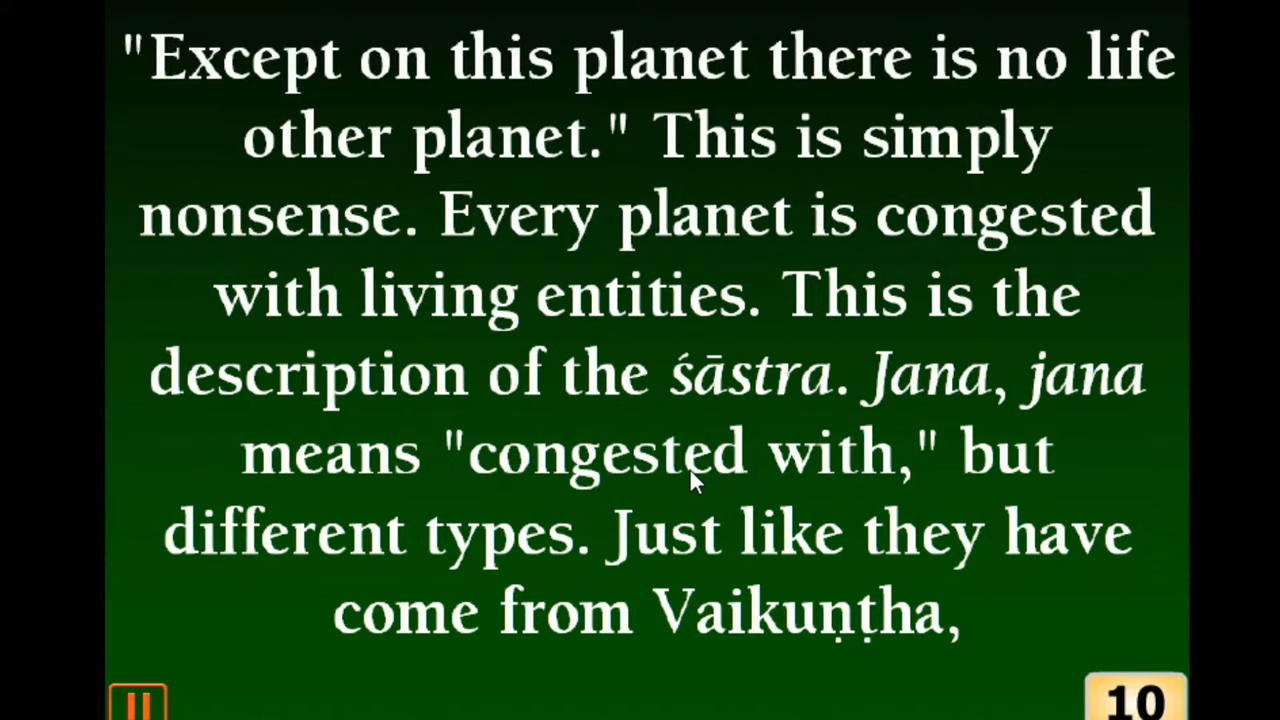 "Except on this planet there is no life
other planet." This is simply
nonsense. Every planet is congested
with living entities. This is the
description of the śāstra. Jana, jana
means "congested with," but
different types. Just like they have
come from Vaikuṇṭha,
10